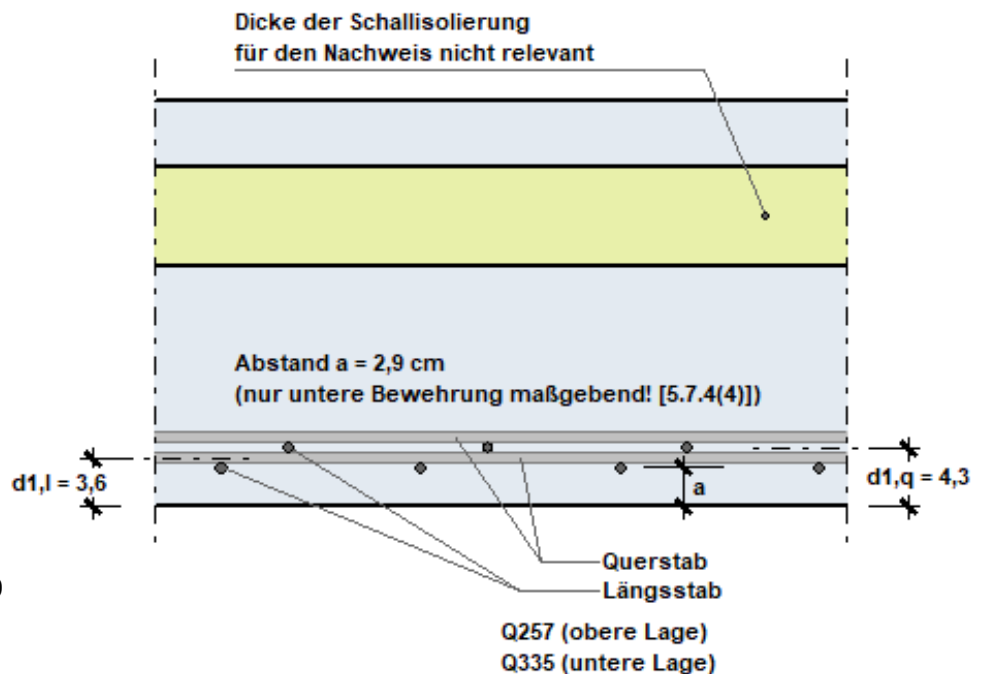 Dicke der Schallisolierung
für den Nachweis nicht relevant
Abstand a = 2,9 cm
(nur untere Bewehrung maßgebend! [5.7.4(4)])
d1,l = 3,6
a
d1,q = 4,3
Querstab
Längsstab
)
Q257 (obere Lage)
Q335 (untere Lage)